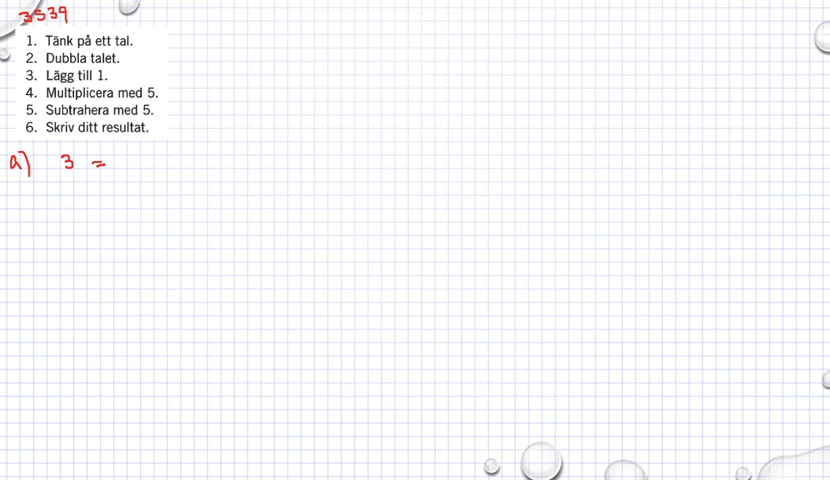 3539
1. Tänk på ett tal.
2. Dubbla talet.
3. Lägg till 1.
4. Multiplicera med 5.
5. Subtrahera med 5.
6. Skriv ditt resultat.
a) 3 =